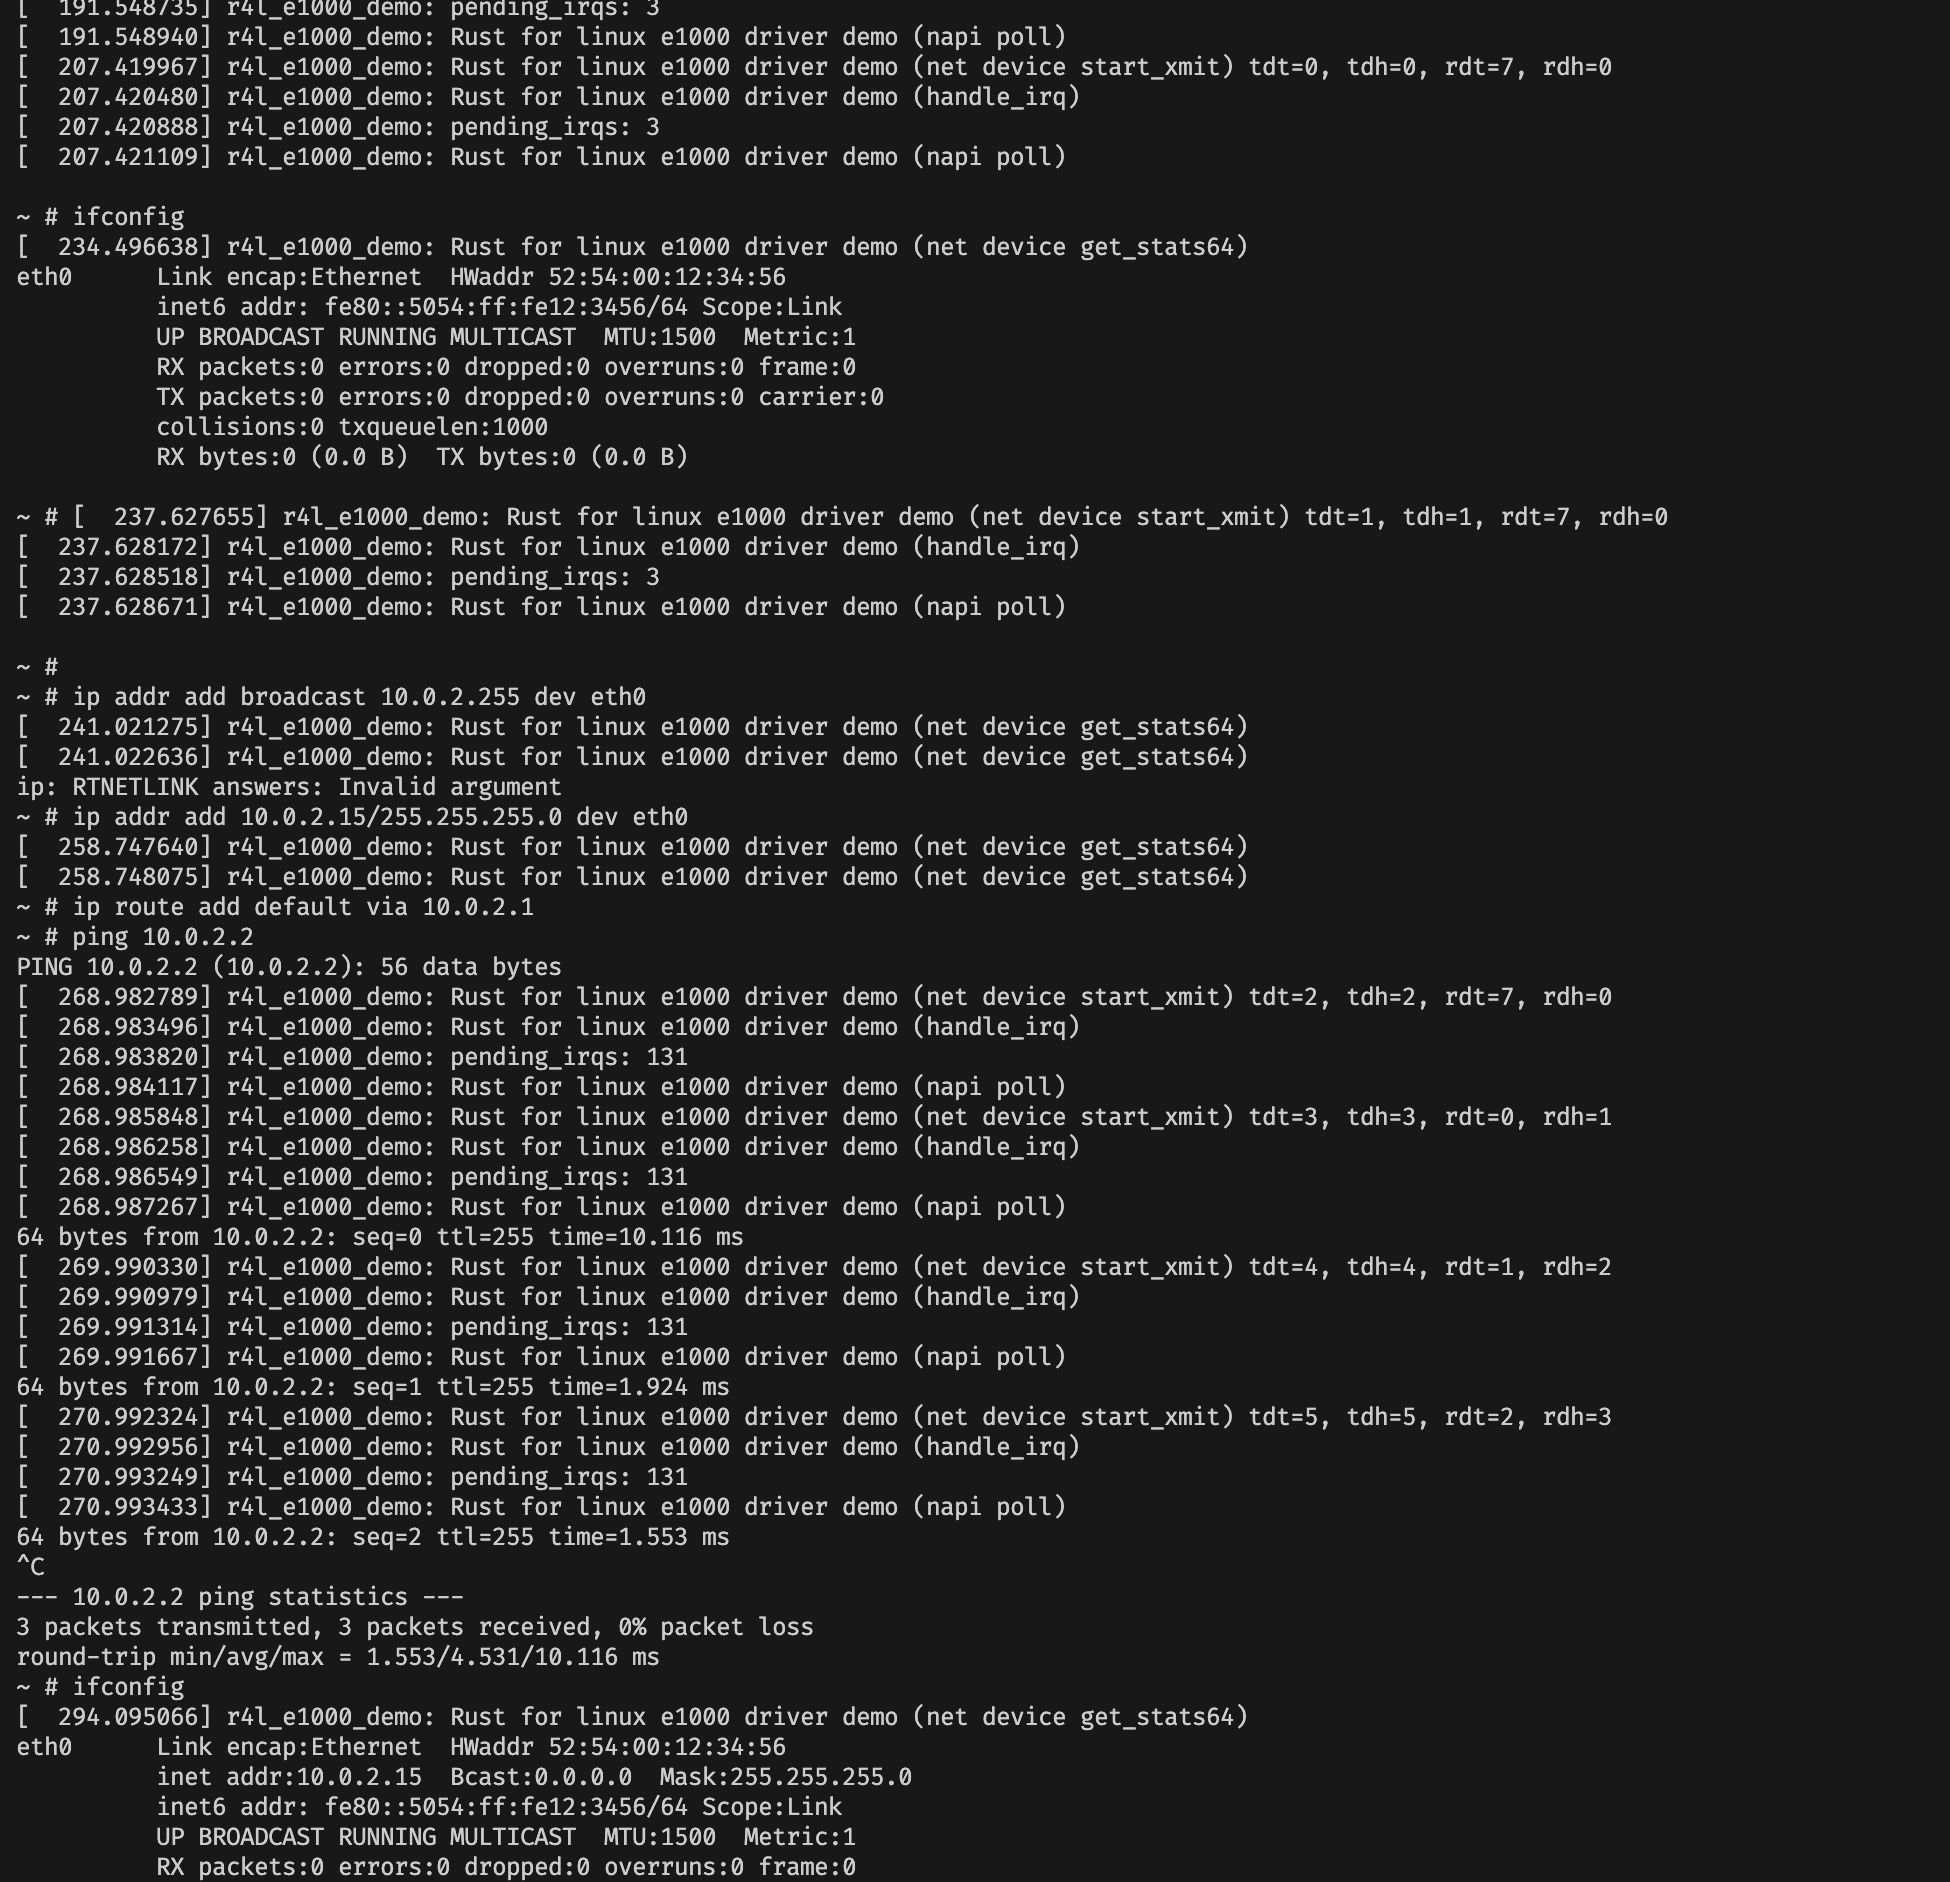 [  191.548735] r4l_e1000_demo: pending_irqs: 3
[  191.548940] r4l_e1000_demo: Rust for linux e1000 driver demo (napi poll)
[  207.419967] r4l_e1000_demo: Rust for linux e1000 driver demo (net device start_xmit) tdt=0, tdh=0, rdt=7, rdh=0
[  207.420480] r4l_e1000_demo: Rust for linux e1000 driver demo (handle_irq)
[  207.420888] r4l_e1000_demo: pending_irqs: 3
[  207.421109] r4l_e1000_demo: Rust for linux e1000 driver demo (napi poll)

~ # ifconfig
[  234.496638] r4l_e1000_demo: Rust for linux e1000 driver demo (net device get_stats64)
eth0      Link encap:Ethernet  HWaddr 52:54:00:12:34:56
          inet6 addr: fe80::5054:ff:fe12:3456/64 Scope:Link
          UP BROADCAST RUNNING MULTICAST  MTU:1500  Metric:1
          RX packets:0 errors:0 dropped:0 overruns:0 frame:0
          TX packets:0 errors:0 dropped:0 overruns:0 carrier:0
          collisions:0 txqueuelen:1000
          RX bytes:0 (0.0 B)  TX bytes:0 (0.0 B)

~ # [  237.627655] r4l_e1000_demo: Rust for linux e1000 driver demo (net device start_xmit) tdt=1, tdh=1, rdt=7, rdh=0
[  237.628172] r4l_e1000_demo: Rust for linux e1000 driver demo (handle_irq)
[  237.628518] r4l_e1000_demo: pending_irqs: 3
[  237.628671] r4l_e1000_demo: Rust for linux e1000 driver demo (napi poll)

~ #
~ # ip addr add broadcast 10.0.2.255 dev eth0
[  241.021275] r4l_e1000_demo: Rust for linux e1000 driver demo (net device get_stats64)
[  241.022636] r4l_e1000_demo: Rust for linux e1000 driver demo (net device get_stats64)
ip: RTNETLINK answers: Invalid argument
~ # ip addr add 10.0.2.15/255.255.255.0 dev eth0
[  258.747640] r4l_e1000_demo: Rust for linux e1000 driver demo (net device get_stats64)
[  258.748075] r4l_e1000_demo: Rust for linux e1000 driver demo (net device get_stats64)
~ # ip route add default via 10.0.2.1
~ # ping 10.0.2.2
PING 10.0.2.2 (10.0.2.2): 56 data bytes
[  268.982789] r4l_e1000_demo: Rust for linux e1000 driver demo (net device start_xmit) tdt=2, tdh=2, rdt=7, rdh=0
[  268.983496] r4l_e1000_demo: Rust for linux e1000 driver demo (handle_irq)
[  268.983820] r4l_e1000_demo: pending_irqs: 131
[  268.984117] r4l_e1000_demo: Rust for linux e1000 driver demo (napi poll)
[  268.985848] r4l_e1000_demo: Rust for linux e1000 driver demo (net device start_xmit) tdt=3, tdh=3, rdt=0, rdh=1
[  268.986258] r4l_e1000_demo: Rust for linux e1000 driver demo (handle_irq)
[  268.986549] r4l_e1000_demo: pending_irqs: 131
[  268.987267] r4l_e1000_demo: Rust for linux e1000 driver demo (napi poll)
64 bytes from 10.0.2.2: seq=0 ttl=255 time=10.116 ms
[  269.990330] r4l_e1000_demo: Rust for linux e1000 driver demo (net device start_xmit) tdt=4, tdh=4, rdt=1, rdh=2
[  269.990979] r4l_e1000_demo: Rust for linux e1000 driver demo (handle_irq)
[  269.991314] r4l_e1000_demo: pending_irqs: 131
[  269.991667] r4l_e1000_demo: Rust for linux e1000 driver demo (napi poll)
64 bytes from 10.0.2.2: seq=1 ttl=255 time=1.924 ms
[  270.992324] r4l_e1000_demo: Rust for linux e1000 driver demo (net device start_xmit) tdt=5, tdh=5, rdt=2, rdh=3
[  270.992956] r4l_e1000_demo: Rust for linux e1000 driver demo (handle_irq)
[  270.993249] r4l_e1000_demo: pending_irqs: 131
[  270.993433] r4l_e1000_demo: Rust for linux e1000 driver demo (napi poll)
64 bytes from 10.0.2.2: seq=2 ttl=255 time=1.553 ms
^C
--- 10.0.2.2 ping statistics ---
3 packets transmitted, 3 packets received, 0% packet loss
round-trip min/avg/max = 1.553/4.531/10.116 ms
~ # ifconfig
[  294.095066] r4l_e1000_demo: Rust for linux e1000 driver demo (net device get_stats64)
eth0      Link encap:Ethernet  HWaddr 52:54:00:12:34:56
          inet addr:10.0.2.15  Bcast:0.0.0.0  Mask:255.255.255.0
          inet6 addr: fe80::5054:ff:fe12:3456/64 Scope:Link
          UP BROADCAST RUNNING MULTICAST  MTU:1500  Metric:1
          RX packets:0 errors:0 dropped:0 overruns:0 frame:0